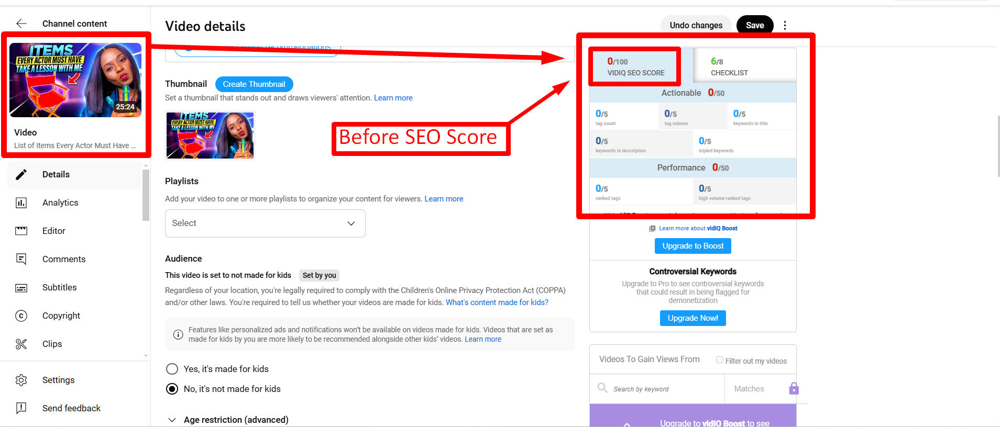 Channel content
Video details
Undo changes
Save
ITEMS
EVERY ACTOR MUST HAVE
TAKE A LESSON WITH ME
25:24
Video
List of Items Every Actor Must Have ...
Details
Analytics
Editor
Comments
Subtitles
Copyright
Clips
Settings
Send feedback
recommendations
Thumbnail
Create Thumbnail
Set a thumbnail that stands out and draws viewers' attention. Learn more
ITEMS
EVERY ACTOR MUST HAVE
TAKE A LESSON WITH ME
Before SEO Score
Playlists
Add your video to one or more playlists to organize your content for viewers. Learn more
Select
Audience
This video is set to not made for kids Set by you
Regardless of your location, you're legally required to comply with the Children's Online Privacy Protection Act (COPPA)
and/or other laws. You're required to tell us whether your videos are made for kids. What's content made for kids?
Features like personalized ads and notifications won't be available on videos made for kids. Videos that are set as
made for kids by you are more likely to be recommended alongside other kids' videos. Learn more
Yes, it's made for kids
No, it's not made for kids
Age restriction (advanced)
0/100
VIDIQ SEO SCORE
6/8
CHECKLIST
Actionable 0/50
0/5
tag count
0/5
tag volume
0/5
keywords in title
0/5
keywords in description
0/5
tripled keywords
Performance 0/50
0/5
ranked tags
0/5
high volume ranked tags
Learn more about vidIQ Boost
Upgrade to Boost
Controversial Keywords
Upgrade to Pro to see controversial keywords
that could result in being flagged for
demonetization
Upgrade Now!
Videos To Gain Views From
Filter out my videos
Search by keyword
Matches
Upgrade to vidIQ Boost to see